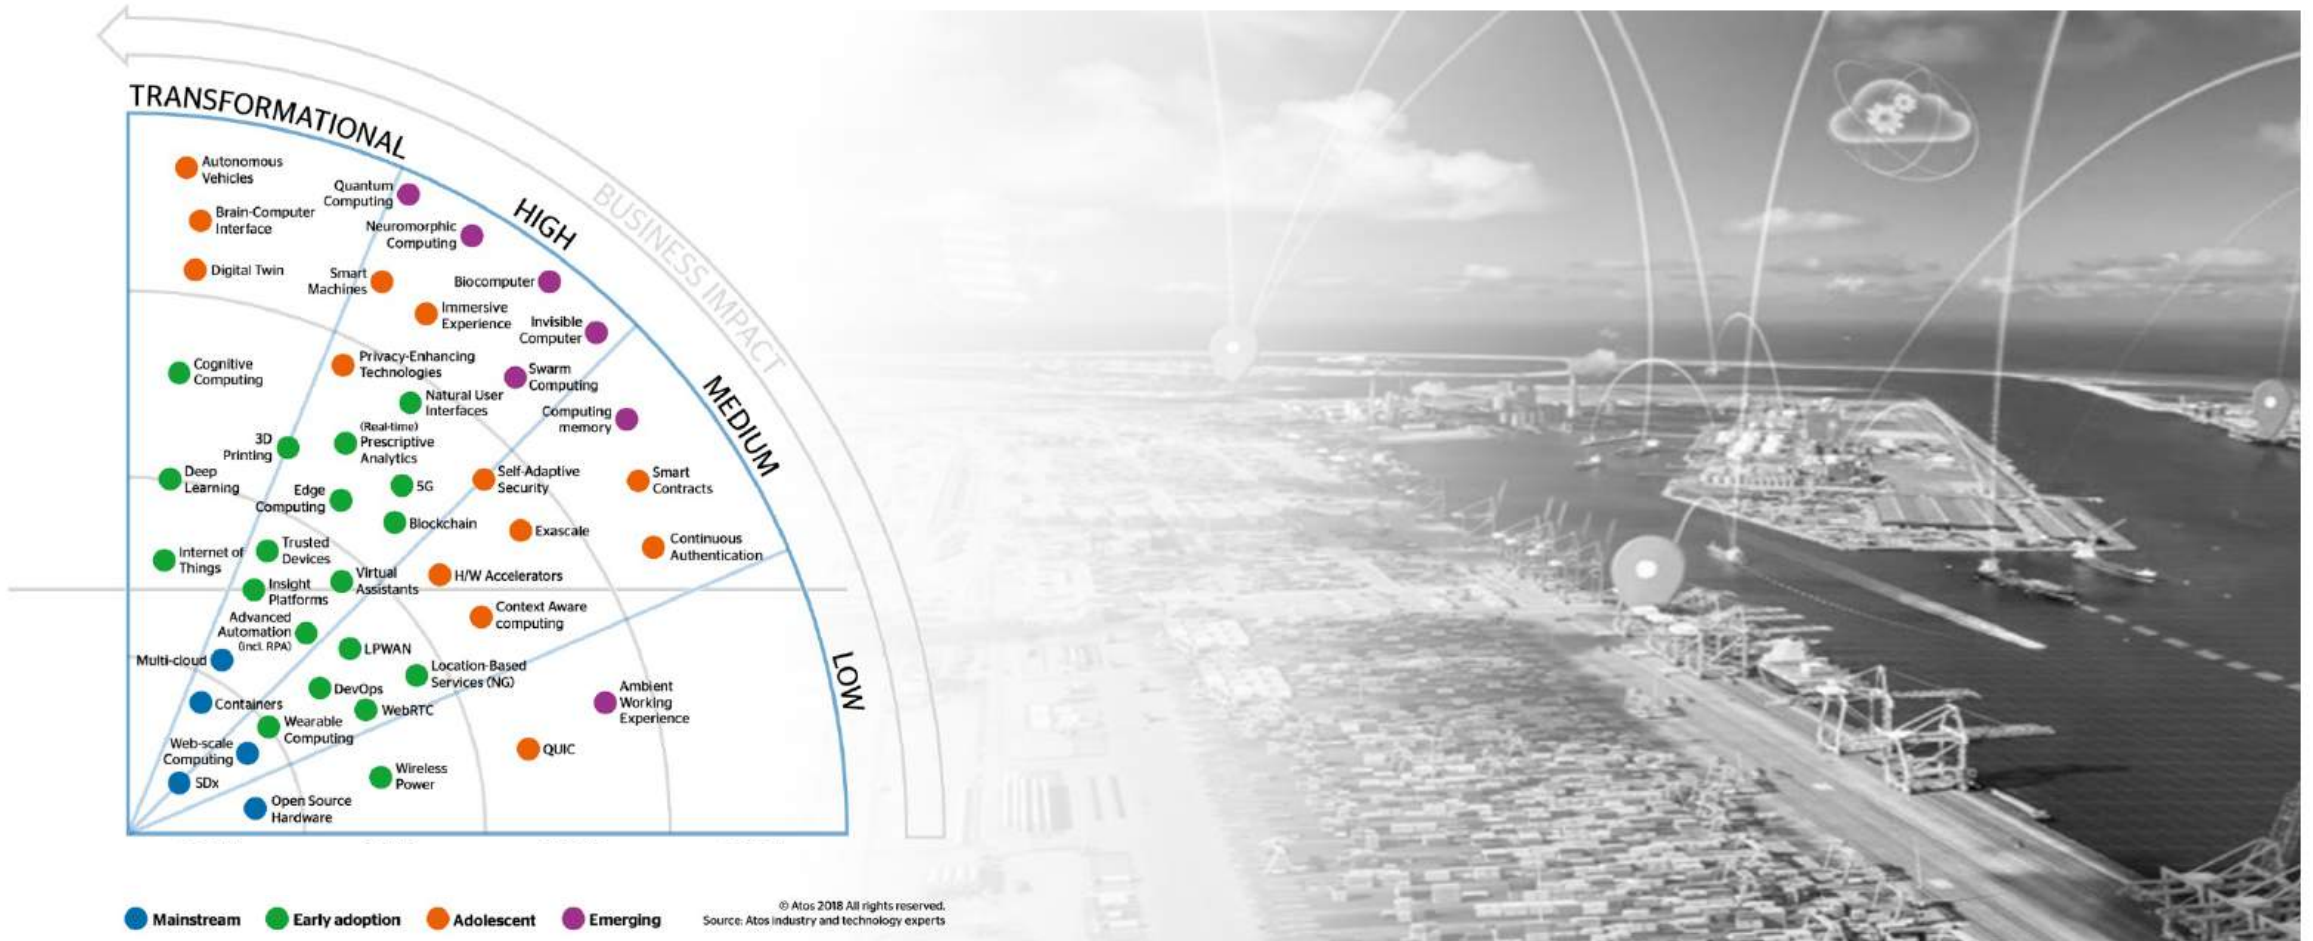 TRANSFORMATIONAL
HIGH
MEDIUM
LOW
BUSINESS IMPACT
Autonomous
Vehicles
Quantum
Computing
Brain-Computer
Interface
Neuromorphic
Computing
Digital Twin
Smart
Machines
Biocomputer
Immersive
Experience
Invisible
Computer
Cognitive
Computing
Privacy-Enhancing
Technologies
Swarm
Computing
Natural User
Interfaces
Computing
memory
3D
Printing
(Real-time)
Prescriptive
Analytics
Deep
Learning
Self-Adaptive
Security
Smart
Contracts
Edge
Computing
5G
Blockchain
Exascale
Continuous
Authentication
Internet of
Things
Trusted
Devices
Insight
Platforms
Virtual
Assistants
H/W Accelerators
Context Aware
computing
Advanced
Automation
(incl. RPA)
Multi-cloud
LPWAN
Location-Based
Services (NG)
Containers
DevOps
WebRTC
Ambient
Working
Experience
Wearable
Computing
Web-scale
Computing
QUIC
SDx
Wireless
Power
Open Source
Hardware
Mainstream
Early adoption
Adolescent
Emerging
© Atos 2018 All rights reserved.
Source: Atos industry and technology experts